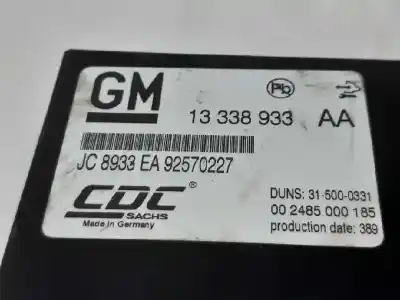 GM
Pb
13 338 933 AA
JC 8933 EA 92570227
CDC®
SACHS
Made in Germany
DUNS: 31-500-0331
00 2485 000 185
production date: 389